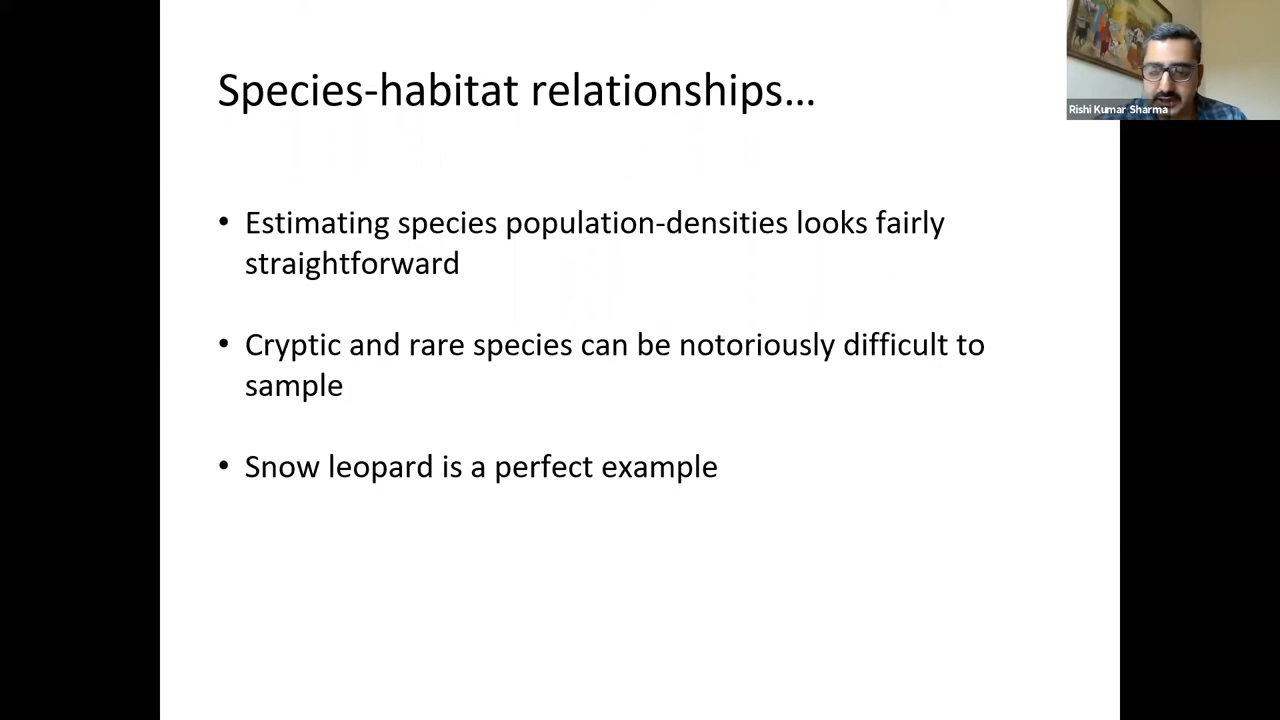 Species-habitat relationships...
Rishi Kumar Sharma
• Estimating species population-densities looks fairly
straightforward
• Cryptic and rare species can be notoriously difficult to
sample
• Snow leopard is a perfect example